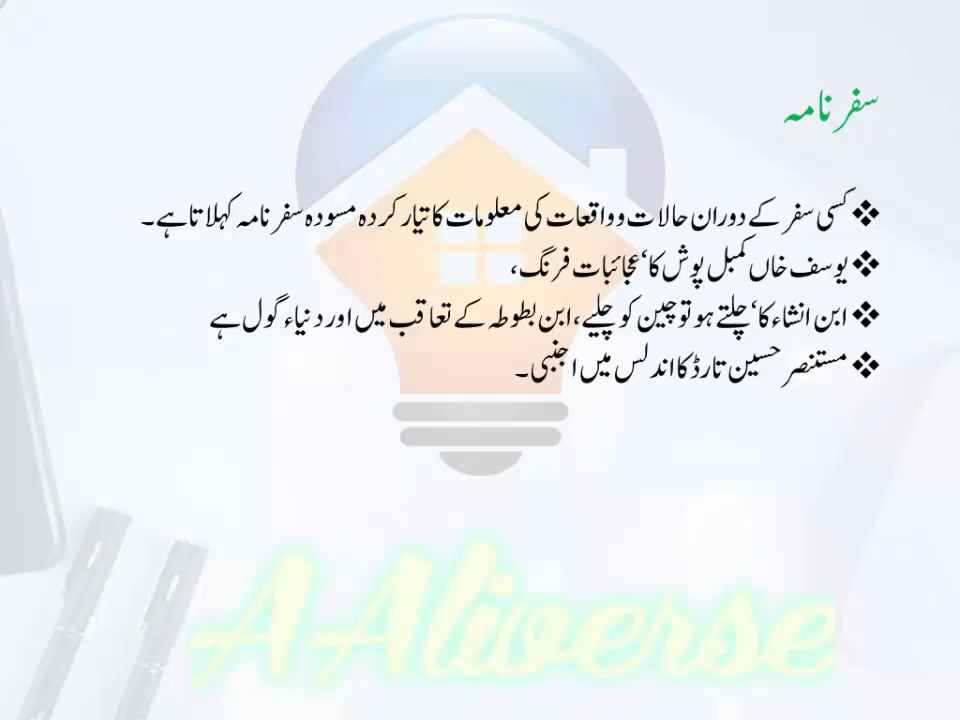 سفر نامہ
❖ کسی سفر کے دوران حالات و واقعات کی معلومات کا تیار کردہ مسودہ سفر نامہ کہلاتا ہے۔
❖ یوسف خاں کمبل پوش کا ‘عجائبات فرنگ،
❖ ابن انشاء کا ‘ چلتے ہو تو چین کو چلیے، ابن بطوطہ کے تعاقب میں اور دنیاء گول ہے
❖ مستنصر حسین تارڈ کا اندلس میں اجنبی۔
AAliverse